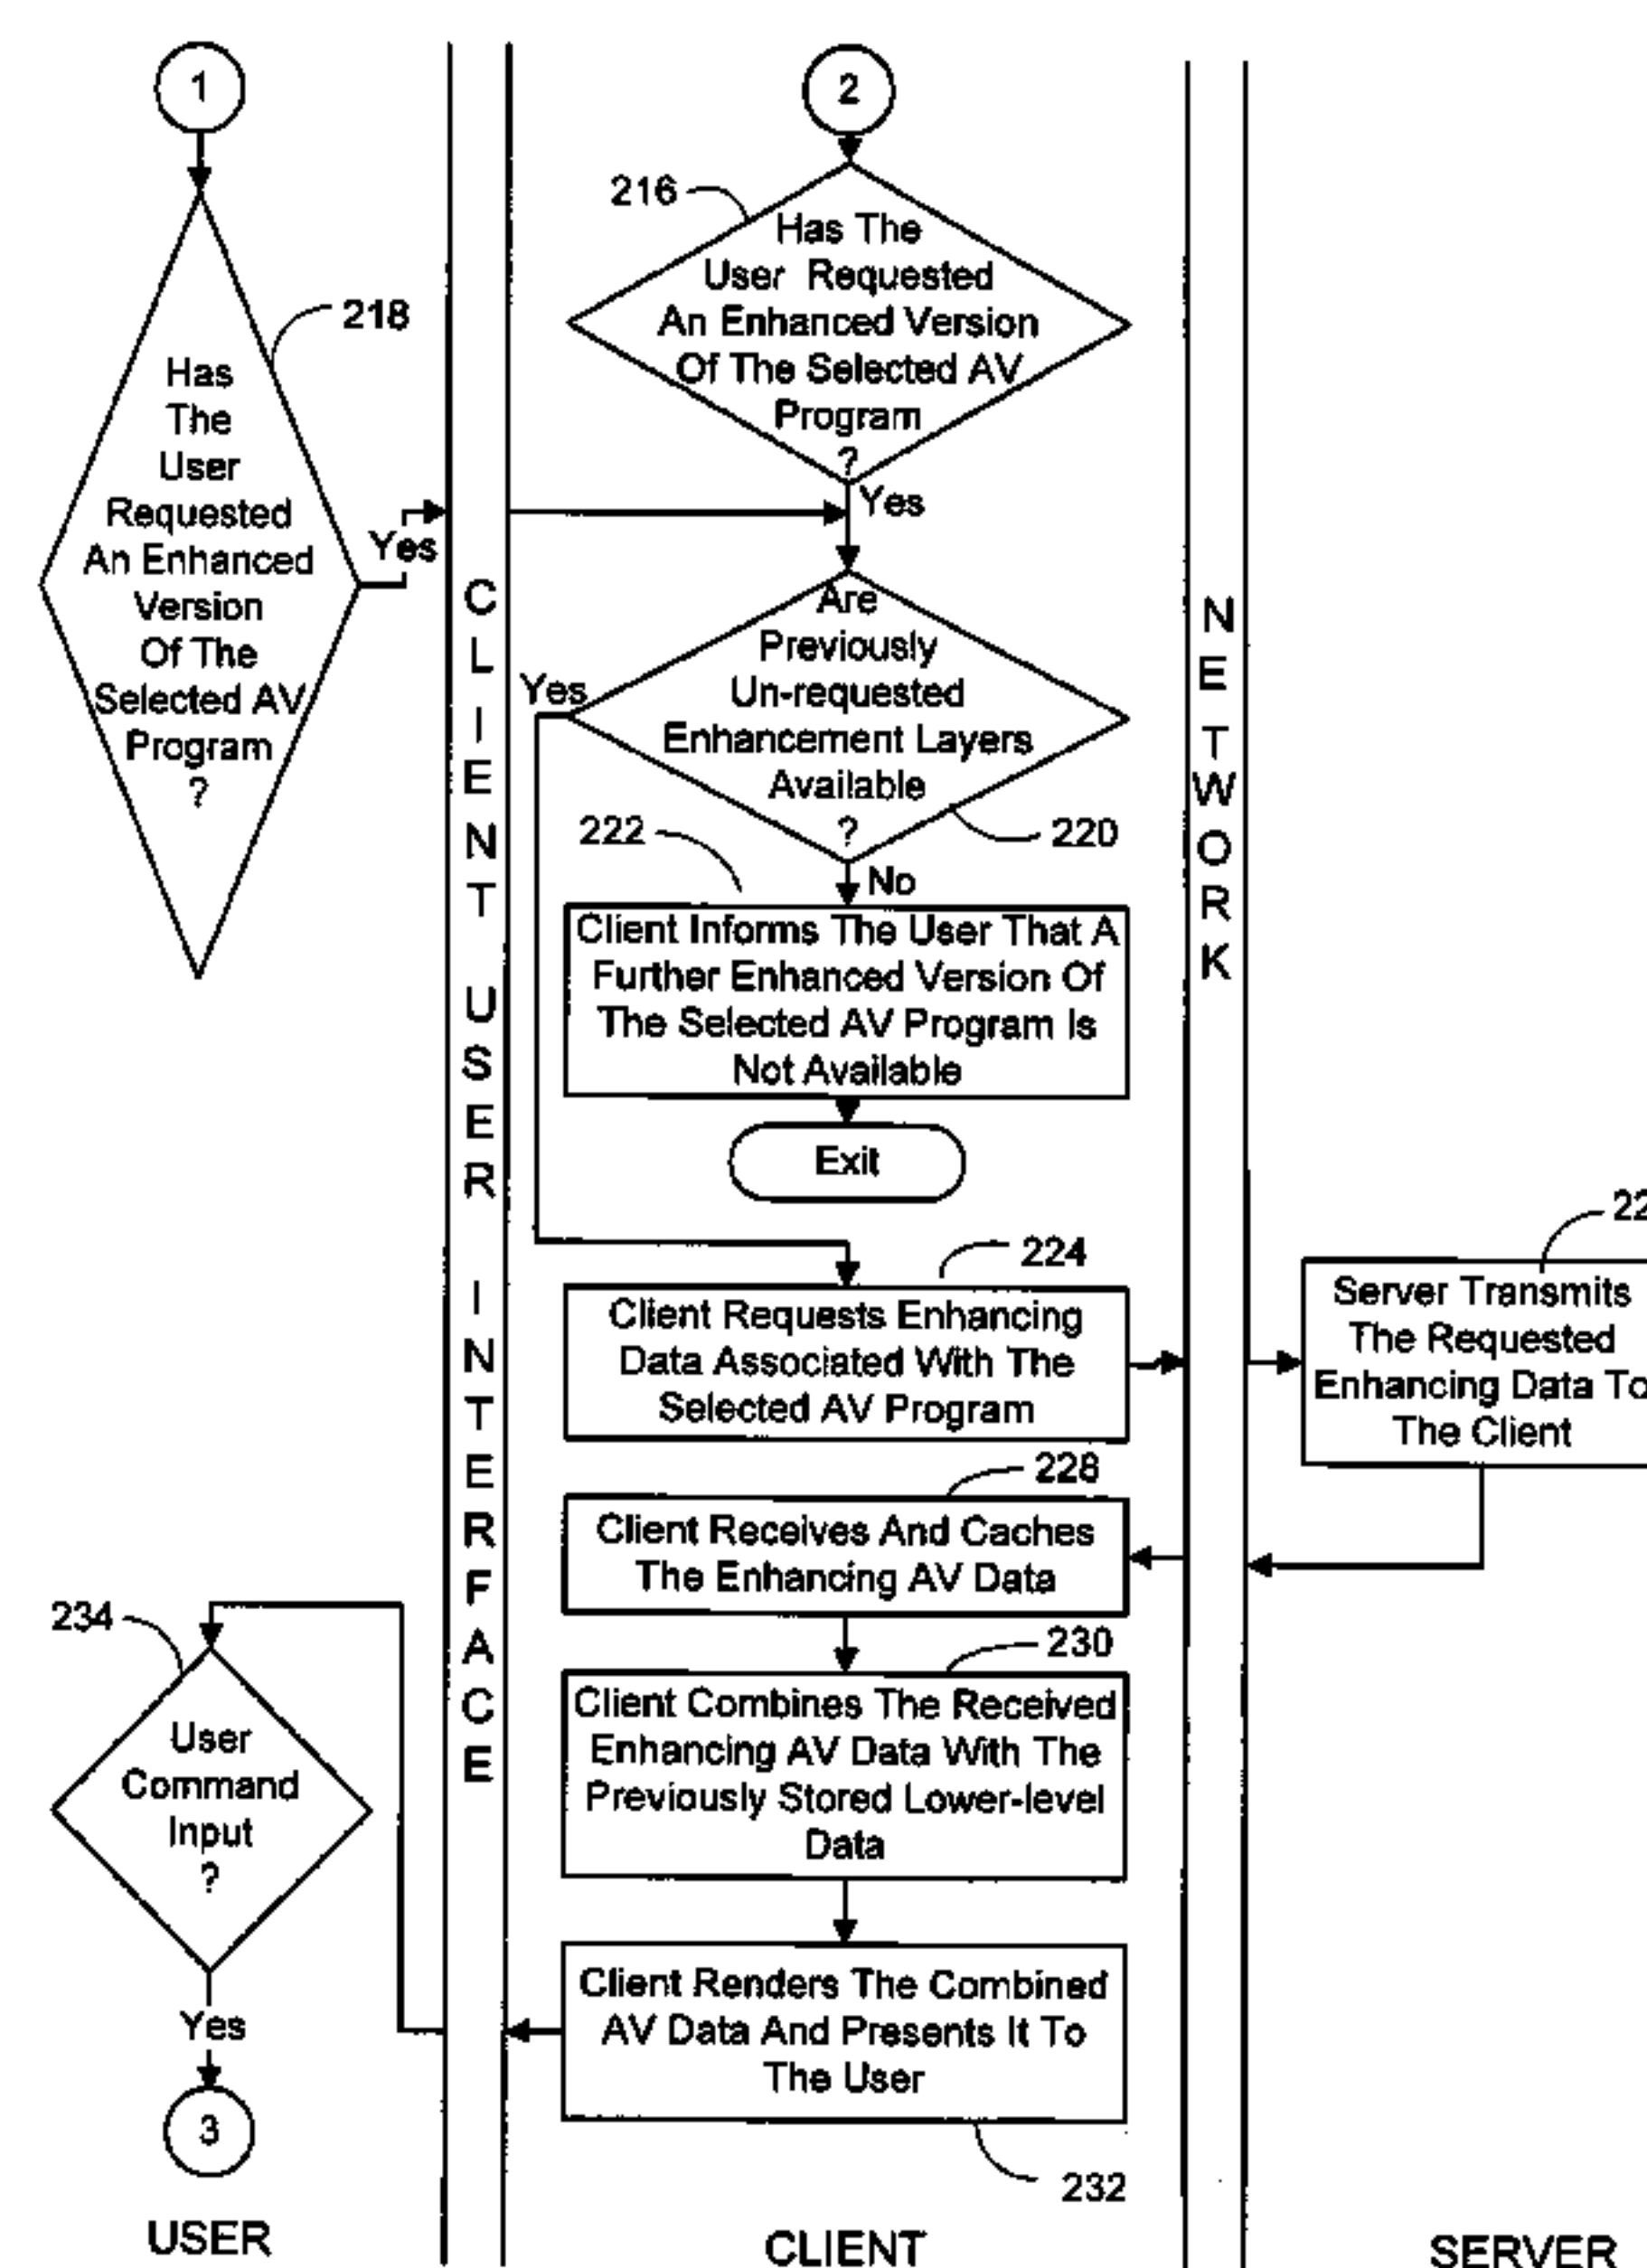 1
2
216
Has The
User Requested
An Enhanced Version
Of The Selected AV
Program
?
Yes
218
Has
The
User
Requested
An Enhanced
Version
Of The
Selected AV
Program
?
Yes
CLIENT USER INTERFACE
NETWORK
Are
Previously
Un-requested
Enhancement Layers
Available
?
Yes
220
222
No
Client Informs The User That A
Further Enhanced Version Of
The Selected AV Program Is
Not Available
Exit
224
Client Requests Enhancing
Data Associated With The
Selected AV Program
Server Transmits
The Requested
Enhancing Data To
The Client
228
Client Receives And Caches
The Enhancing AV Data
230
Client Combines The Received
Enhancing AV Data With The
Previously Stored Lower-level
Data
234
User
Command
Input
?
Yes
3
Client Renders The Combined
AV Data And Presents It To
The User
232
USER
CLIENT
SERVER